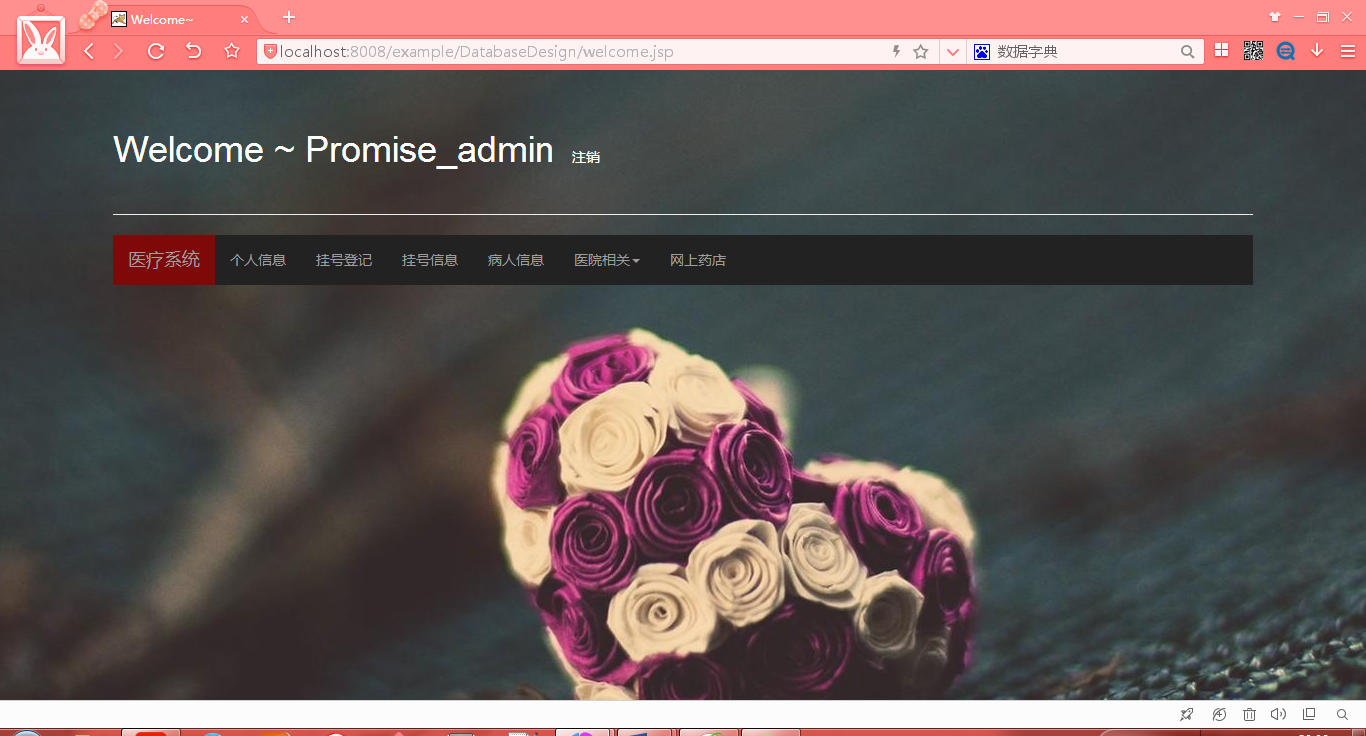 Welcome~
localhost:8008/example/DatabaseDesign/welcome.jsp
数据字典
Welcome ~ Promise_admin 注销
医疗系统 个人信息 挂号登记 挂号信息 病人信息 医院相关 网上药店